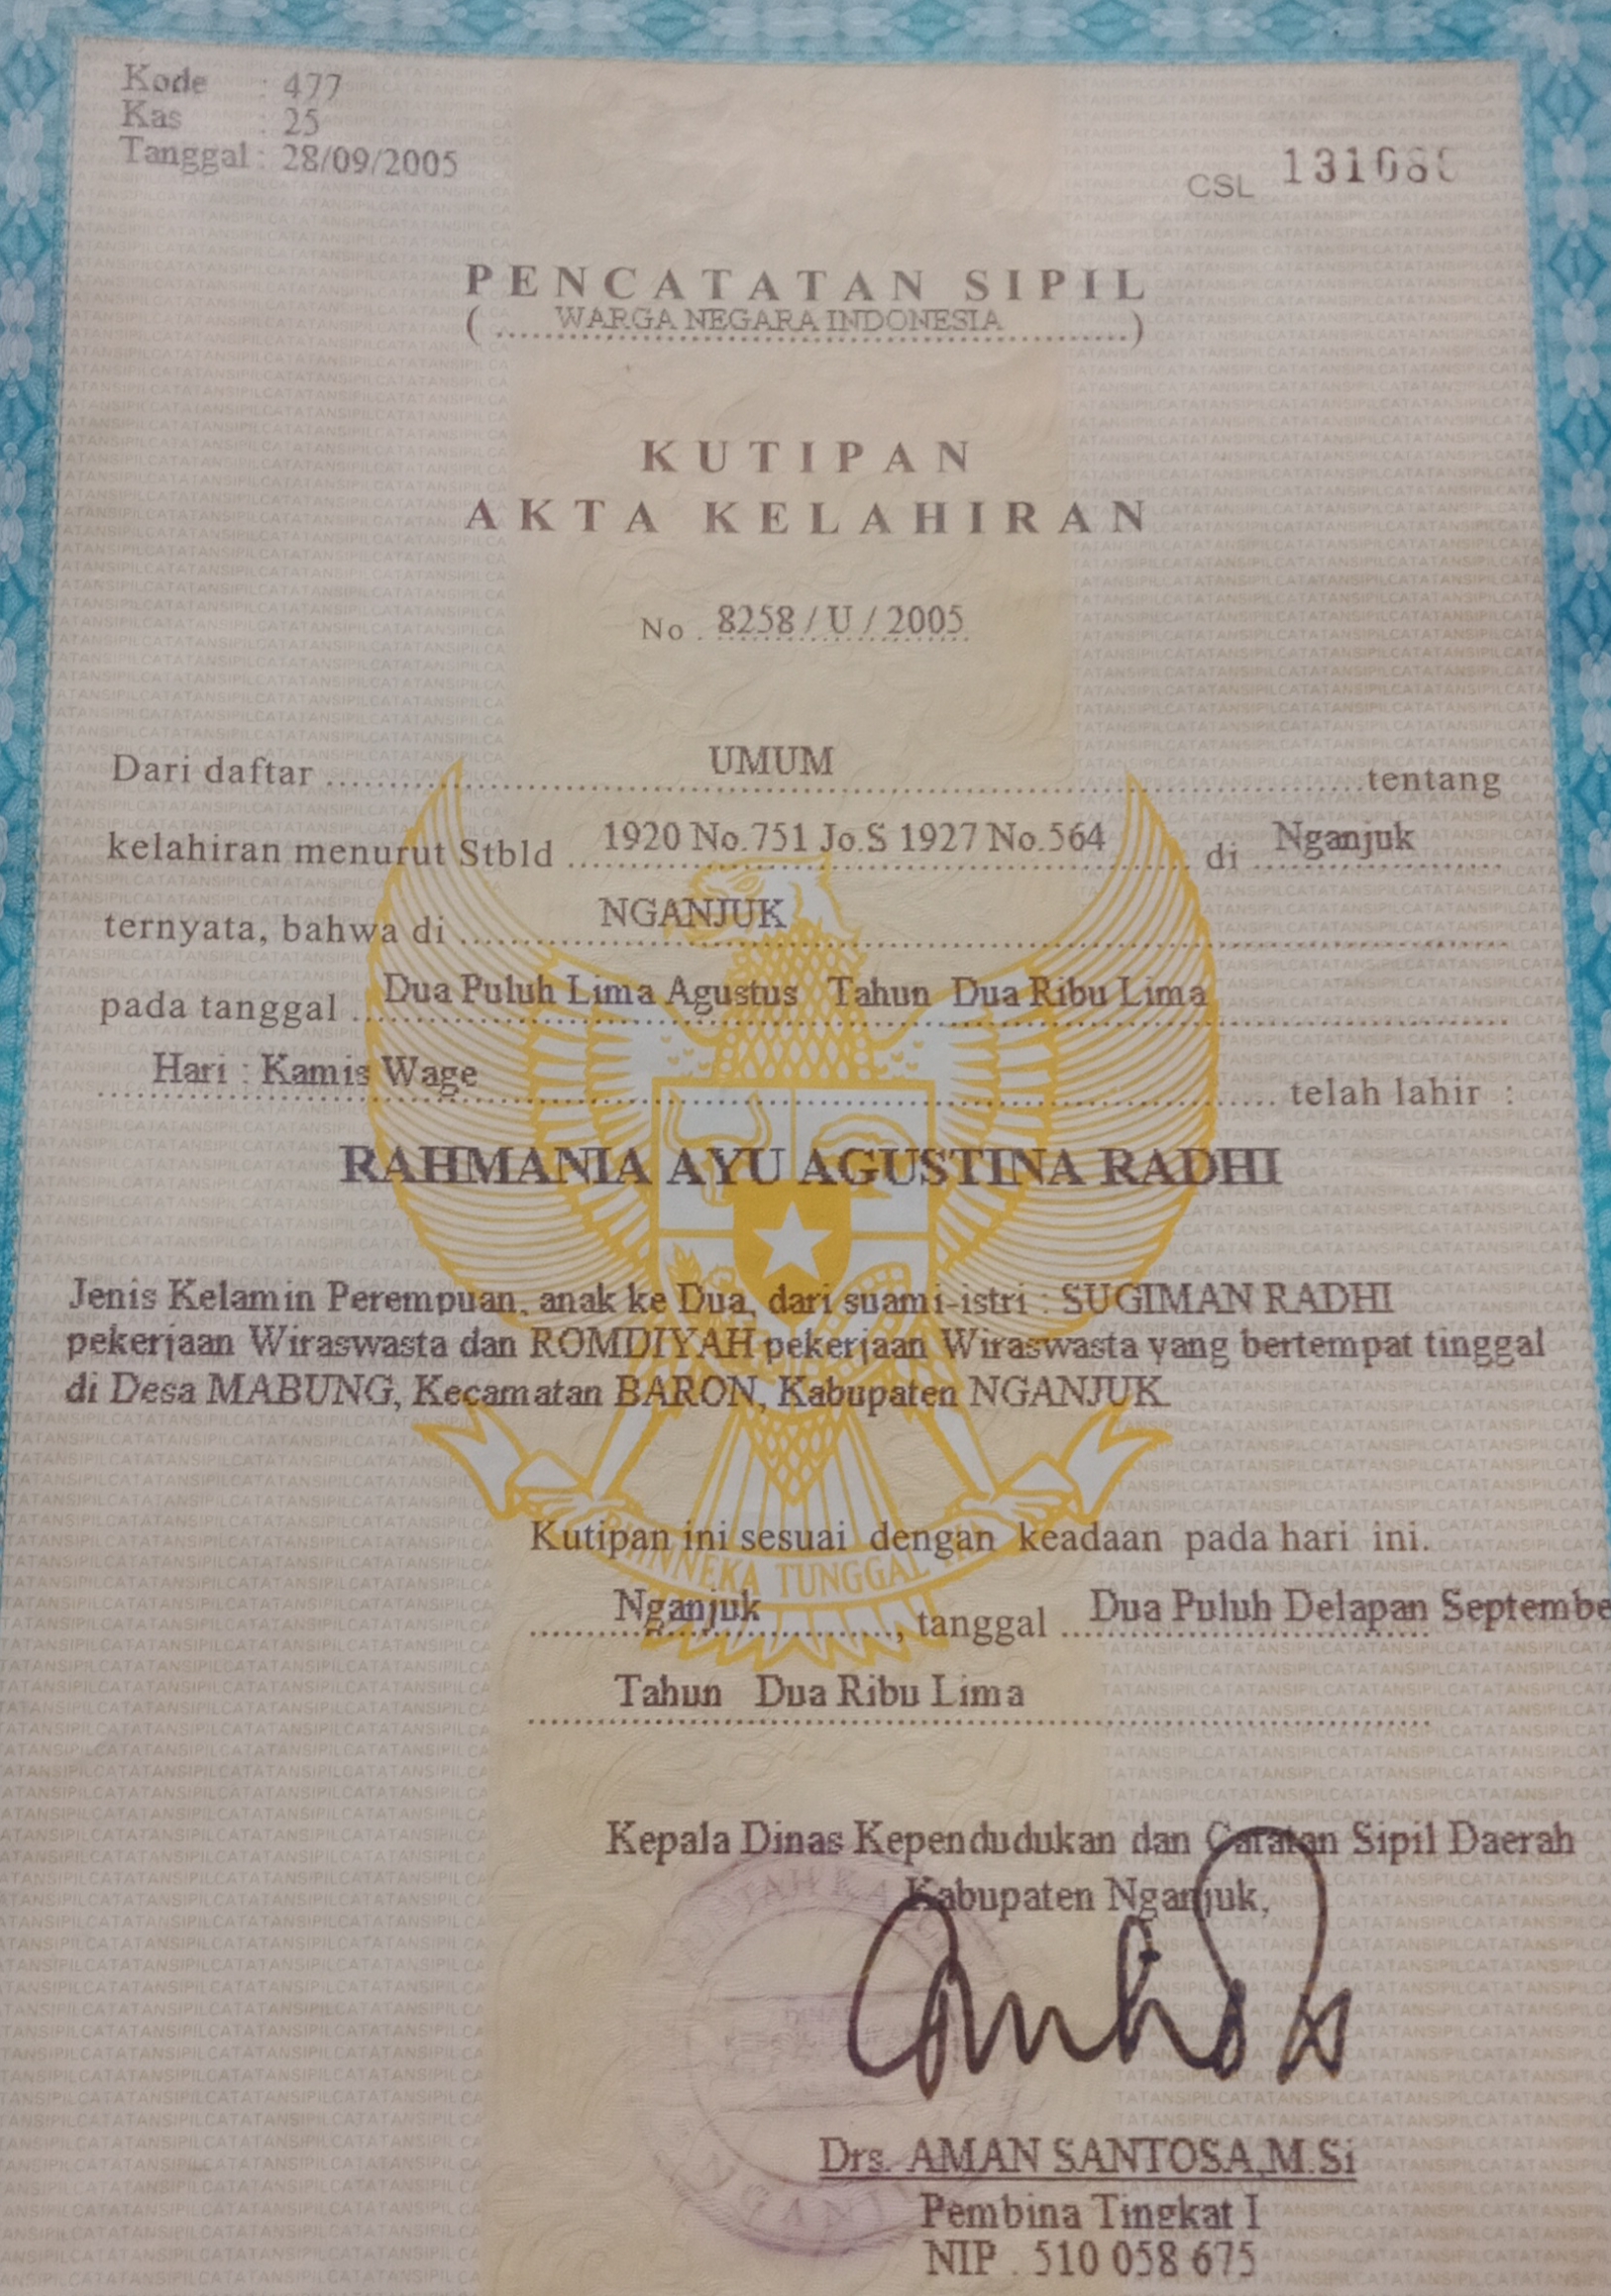 Kode : 477
Kas : 25
Tanggal : 28/09/2005
CSL
PENCATATAN SIPIL
(.....WARGA NEGARA INDONESIA..........)
KUTIPAN
AKTA KELAHIRAN
No . 8258 / U / 2005
Dari daftar ........ UMUM ........ tentang
kelahiran menurut Stbld .... 1920 No.751 Jo.S 1927 No.564 .... di .... Nganjuk
ternyata, bahwa di .... NGANJUK ....
pada tanggal .... Dua Puluh Lima Agustus Tahun Dua Ribu Lima
Hari : Kamis Wage .... telah lahir :
RAHMANIA AYU AGUSTINA RADHI
Jenis Kelamin Perempuan, anak ke Dua, dari suami-istri : SUGIMAN RADHI
pekerjaan Wiraswasta dan ROMDIYAH pekerjaan Wiraswasta yang bertempat tinggal
di Desa MABUNG, Kecamatan BARON, Kabupaten NGANJUK.
Kutipan ini sesuai dengan keadaan pada hari ini.
BHINNEKA TUNGGAL
Nganjuk ...., tanggal .... Dua Puluh Delapan Septembe
Tahun Dua Ribu Lima
Kepala Dinas Kependudukan dan Catatan Sipil Daerah
Kabupaten Nganjuk,
Drs. AMAN SANTOSA,M.Si
Pembina Tingkat I
NIP . 510 058 675